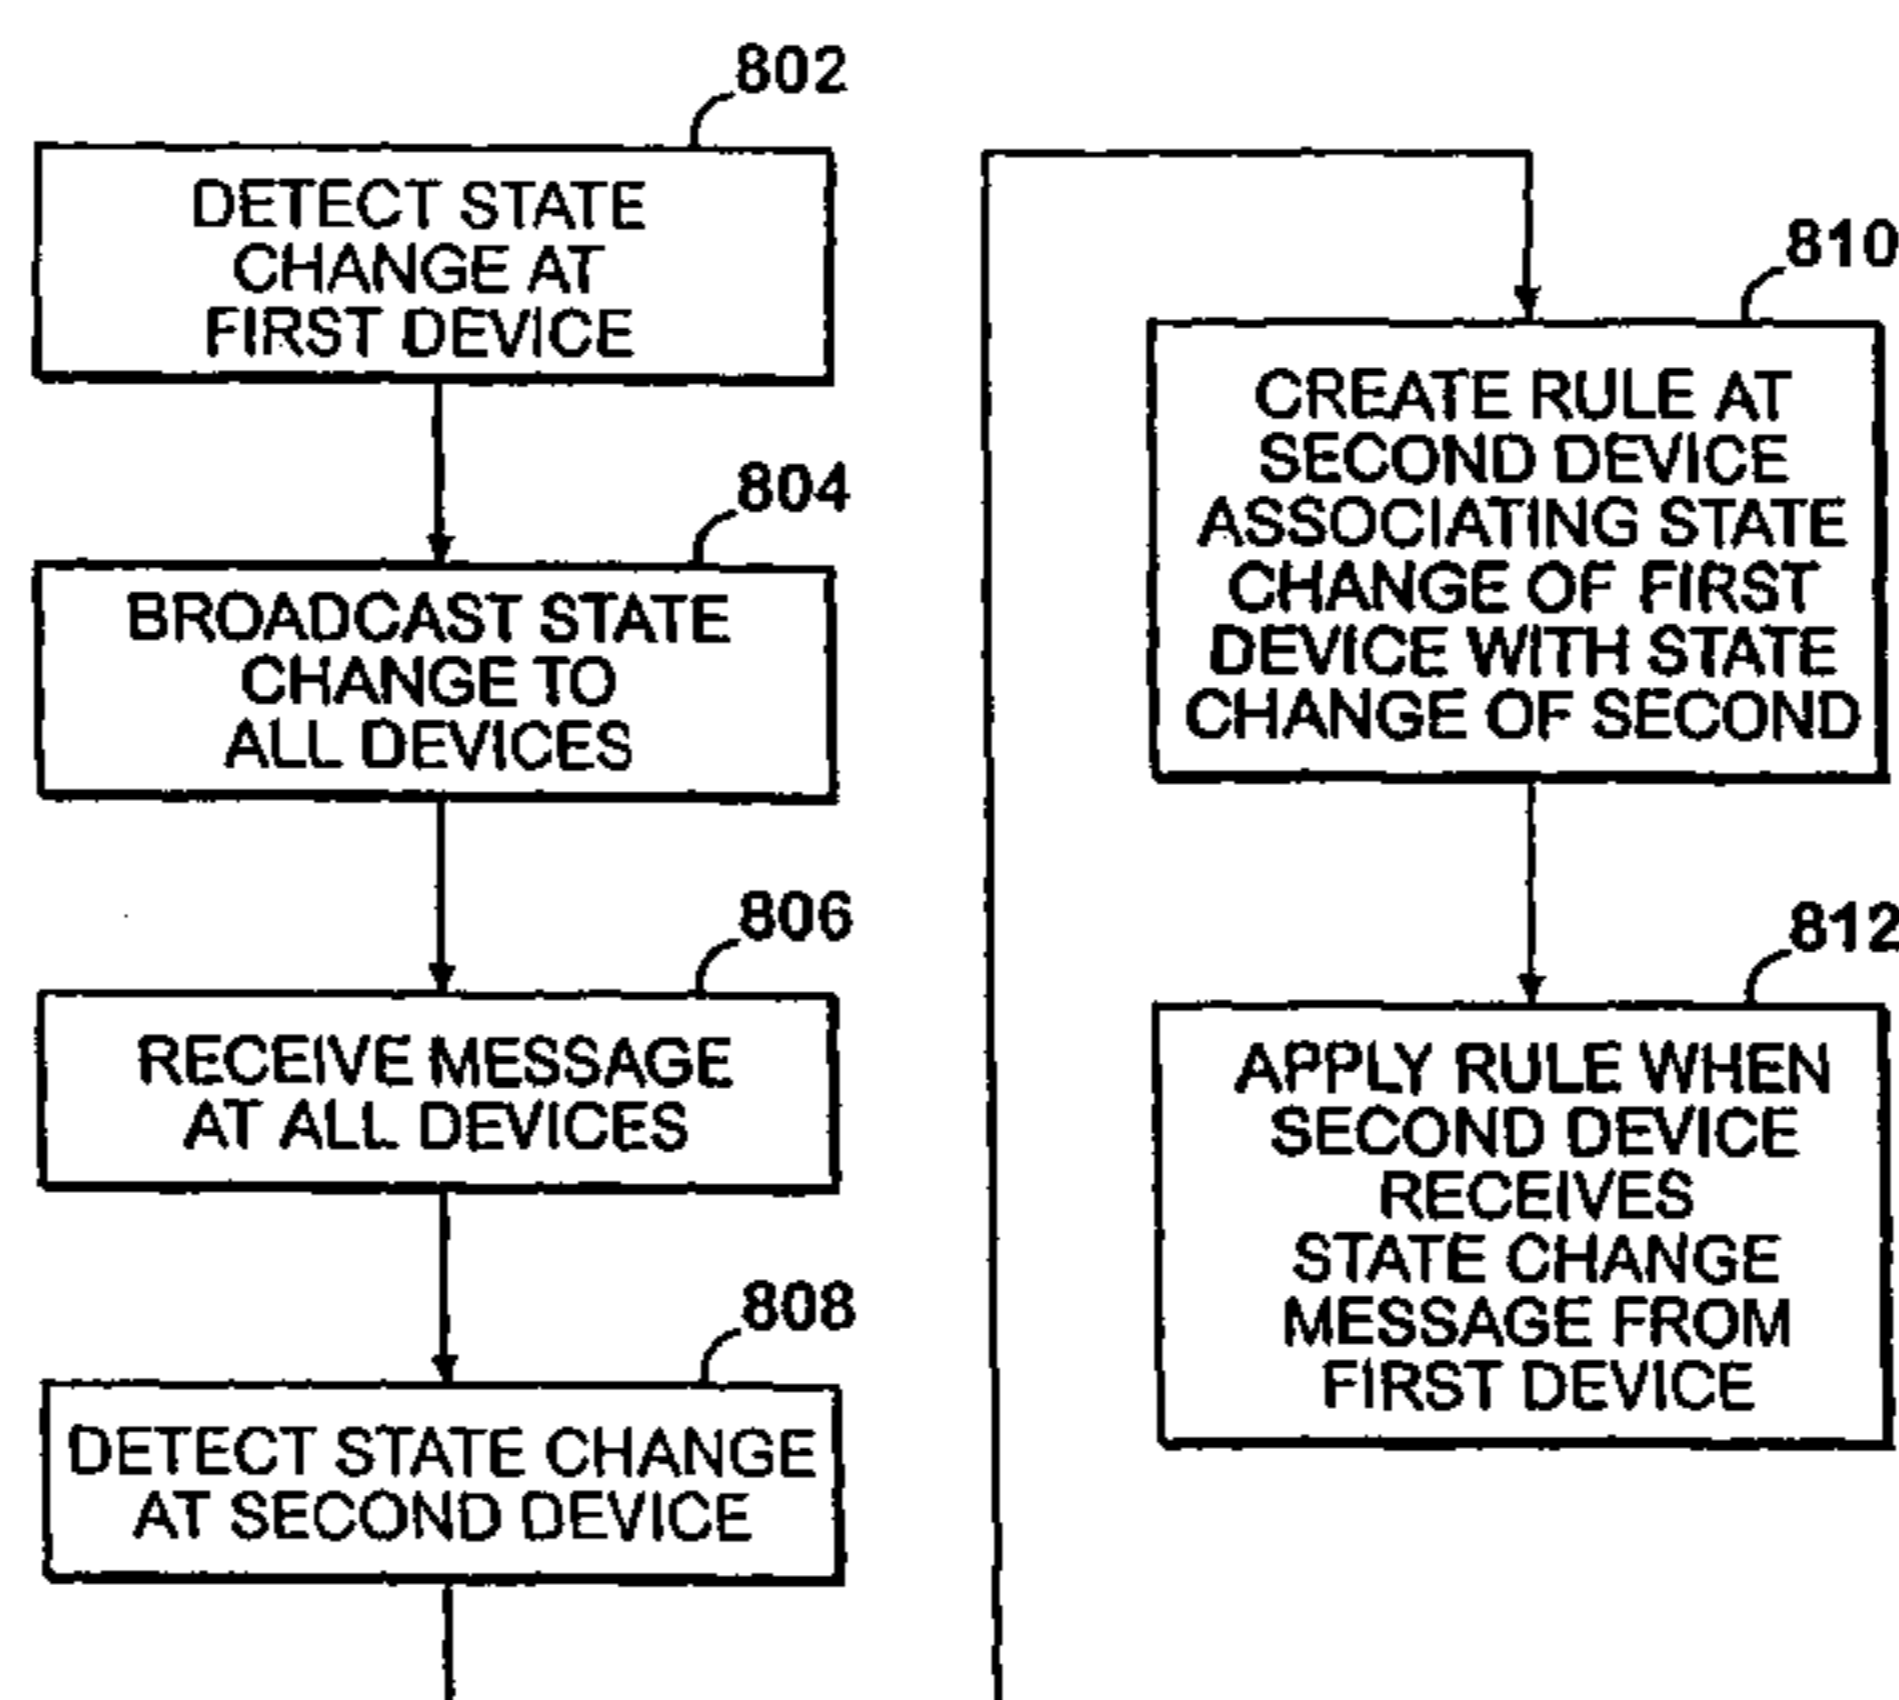 802
DETECT STATE
CHANGE AT
FIRST DEVICE
804
BROADCAST STATE
CHANGE TO
ALL DEVICES
806
RECEIVE MESSAGE
AT ALL DEVICES
808
DETECT STATE CHANGE
AT SECOND DEVICE
810
CREATE RULE AT
SECOND DEVICE
ASSOCIATING STATE
CHANGE OF FIRST
DEVICE WITH STATE
CHANGE OF SECOND
812
APPLY RULE WHEN
SECOND DEVICE
RECEIVES
STATE CHANGE
MESSAGE FROM
FIRST DEVICE